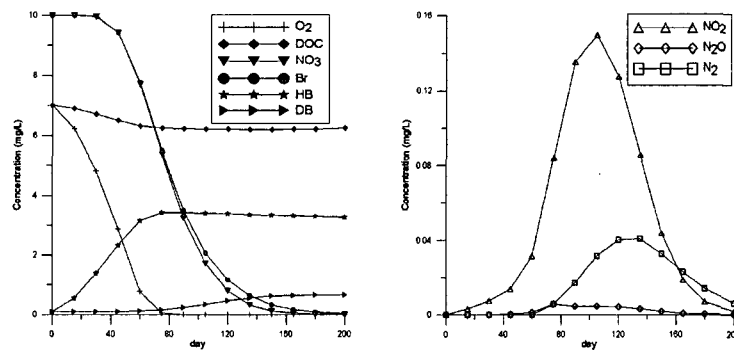 10
8
6
4
2
0
Concentration (mg/L)
0
40
80
120
160
200
day
O2
DOC
NO3
Br
HB
DB
0.16
0.12
0.08
0.04
0
Concentration (mg/L)
0
40
80
120
160
200
day
NO2
N2O
N2